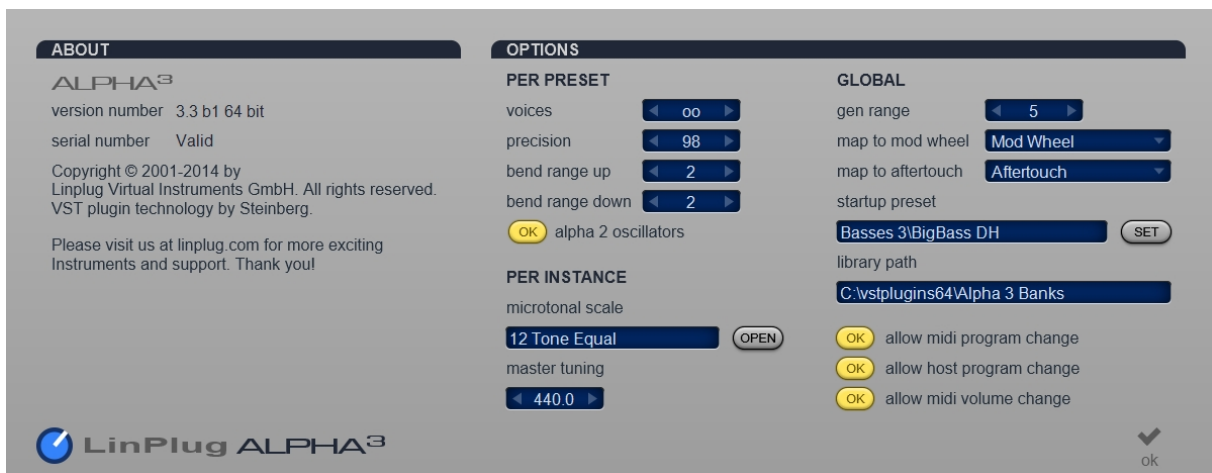 ABOUT
ALPHA3
version number 3.3 b1 64 bit
serial number Valid
Copyright © 2001-2014 by
Linplug Virtual Instruments GmbH. All rights reserved.
VST plugin technology by Steinberg.
Please visit us at linplug.com for more exciting
Instruments and support. Thank you!
OPTIONS
PER PRESET
voices oo
precision 98
bend range up 2
bend range down 2
OK alpha 2 oscillators
PER INSTANCE
microtonal scale
12 Tone Equal OPEN
master tuning
440.0
GLOBAL
gen range 5
map to mod wheel Mod Wheel
map to aftertouch Aftertouch
startup preset
Basses 3\BigBass DH SET
library path
C:\vstplugins64\Alpha 3 Banks
OK allow midi program change
OK allow host program change
OK allow midi volume change
LinPlug ALPHA3
ok